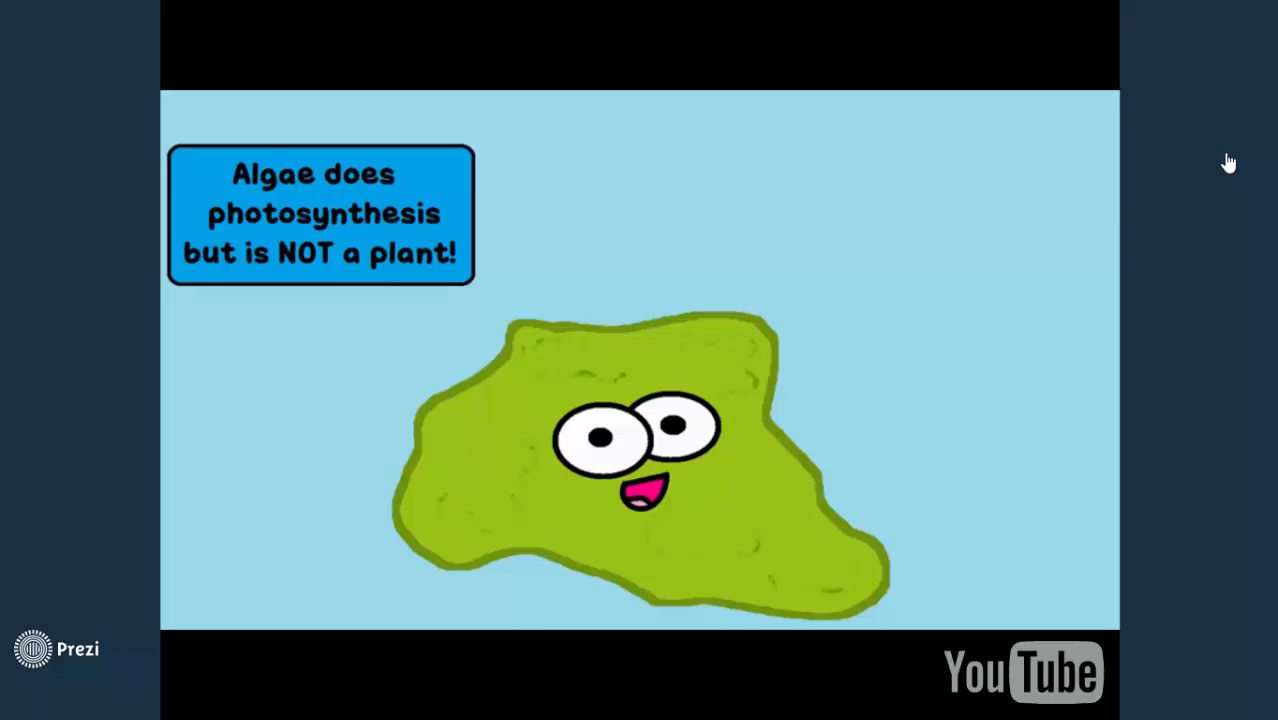 Algae does
photosynthesis
but is NOT a plant!
Prezi
YouTube